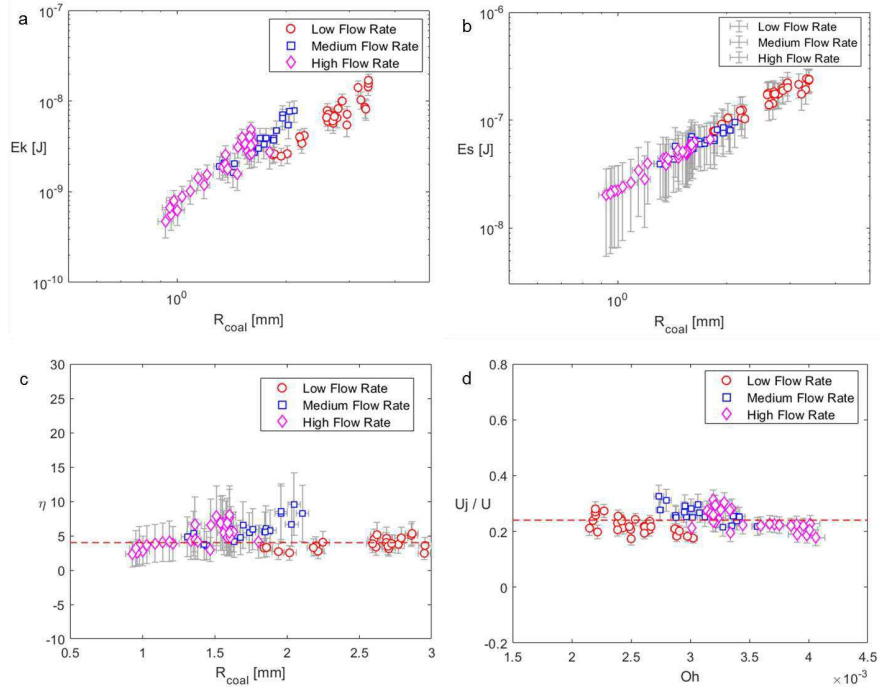 a
10^-7
10^-8
10^-9
10^-10
Ek [J]
Low Flow Rate
Medium Flow Rate
High Flow Rate
10^0
R_coal [mm]
b
10^-6
10^-7
10^-8
Es [J]
Low Flow Rate
Medium Flow Rate
High Flow Rate
10^0
R_coal [mm]
c
30
25
20
15
10
5
0
-5
-10
η
Low Flow Rate
Medium Flow Rate
High Flow Rate
0.5 1 1.5 2 2.5 3
R_coal [mm]
d
0.8
0.6
0.4
0.2
0
-0.2
Uj / U
Low Flow Rate
Medium Flow Rate
High Flow Rate
1.5 2 2.5 3 3.5 4 4.5
Oh
×10^-3